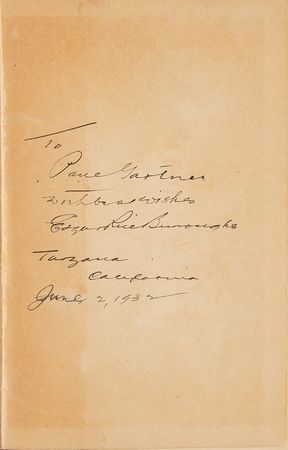 To
Paul Gartner
with best wishes
Edgar Rice Burroughs
Tarzana
California
June 2, 1932